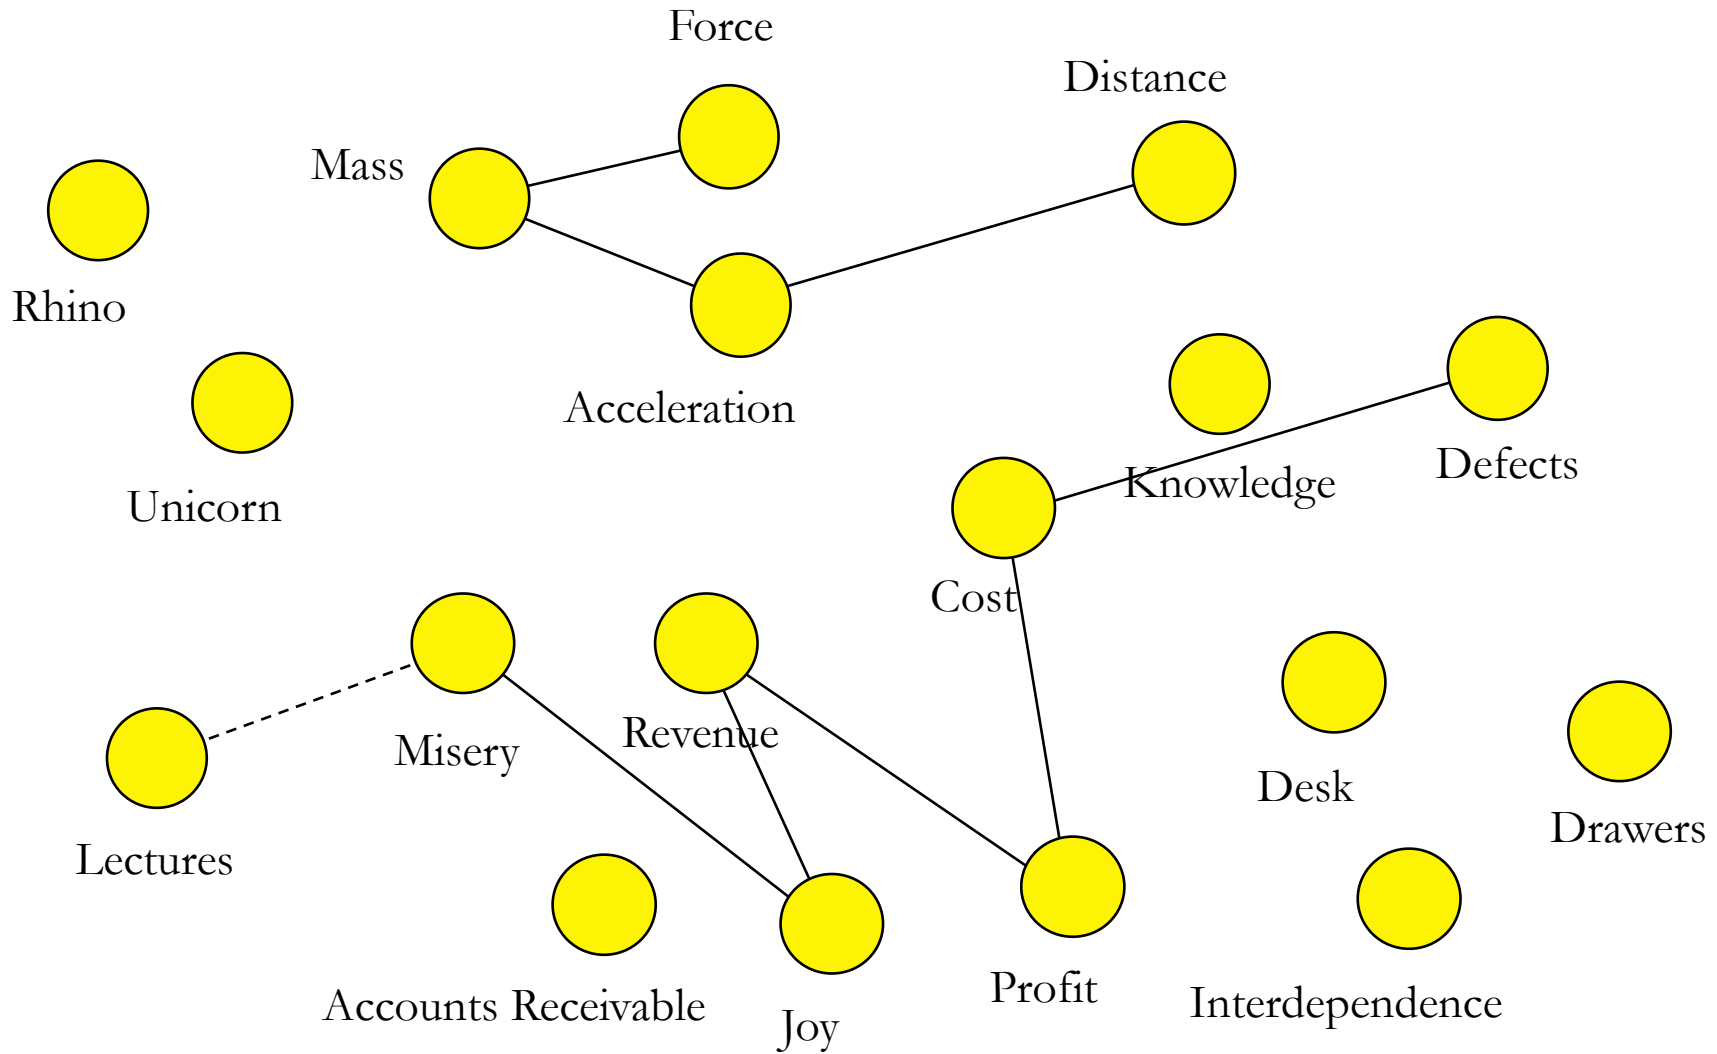 Force
Distance
Mass
Rhino
Acceleration
Knowledge
Defects
Unicorn
Cost
Revenue
Misery
Desk
Drawers
Lectures
Profit
Interdependence
Accounts Receivable
Joy